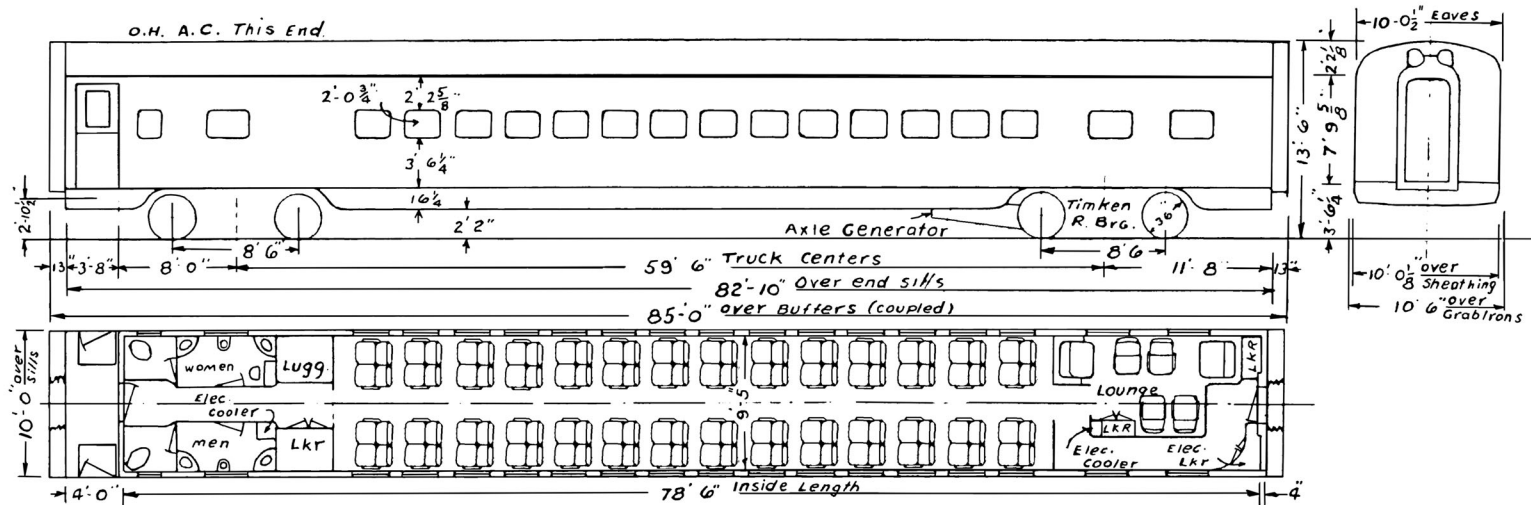 O.H. A.C. This End.
10-0½" Eaves
2'-0¾"
2' 2⅝"
3' 6¼"
16¼
2'-10½"
2' 2"
Axle Generator
Timken
R. Brg.
36"
13' 6"
2' 2⅛
7' 9⅝"
3'-6¼"
8' 6"
8' 6
13"
3'-8"
8' 0"
59' 6" Truck Centers
11' 8"
13"
82'-10" Over end sills
85'-0" over Buffers (coupled)
10' 0⅛" over
Sheathing
10' 6" over
Grabirons
10'-0" over
sills
women
Lugg.
Elec.
Cooler
men
Lkr
9'-5"
Lounge
LKR
LKR
Elec.
Cooler
Elec.
Lkr
4'-0"
78' 6" Inside Length
4"